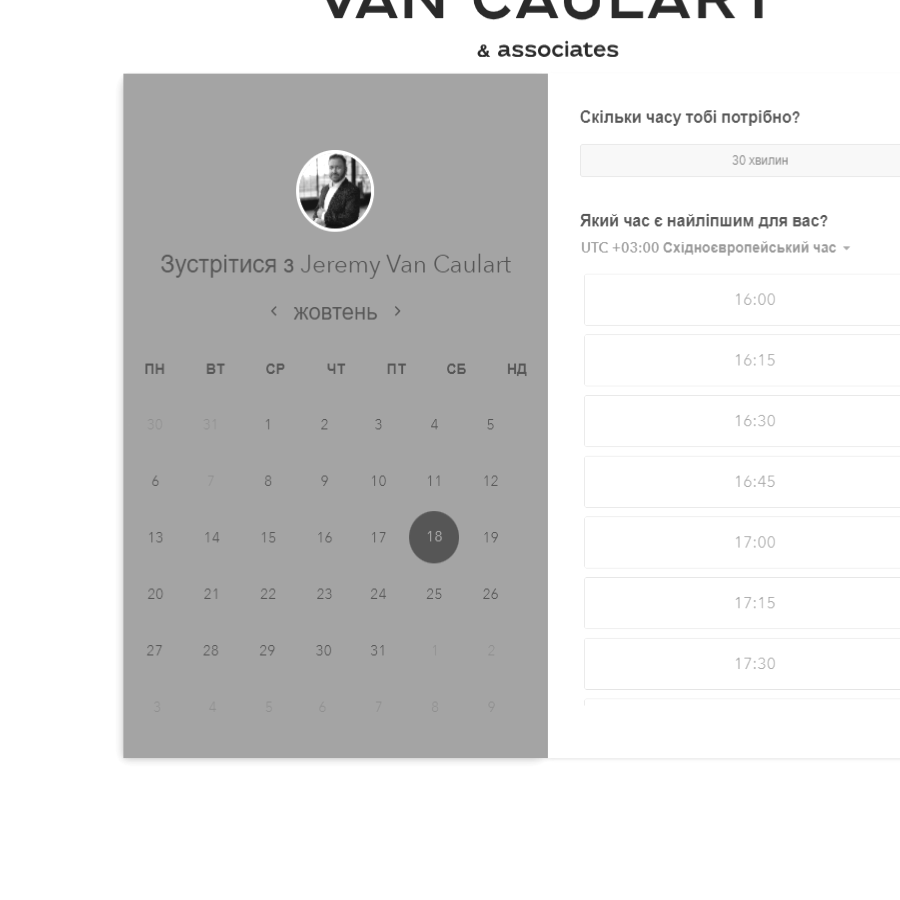 VAN CAULART
& associates
Зустрітися з Jeremy Van Caulart
‹ жовтень ›
ПН ВТ СР ЧТ ПТ СБ НД
30 31 1 2 3 4 5
6 7 8 9 10 11 12
13 14 15 16 17 18 19
20 21 22 23 24 25 26
27 28 29 30 31 1 2
3 4 5 6 7 8 9
Скільки часу тобі потрібно?
30 хвилин
Який час є найліпшим для вас?
UTC +03:00 Східноєвропейський час
16:00
16:15
16:30
16:45
17:00
17:15
17:30